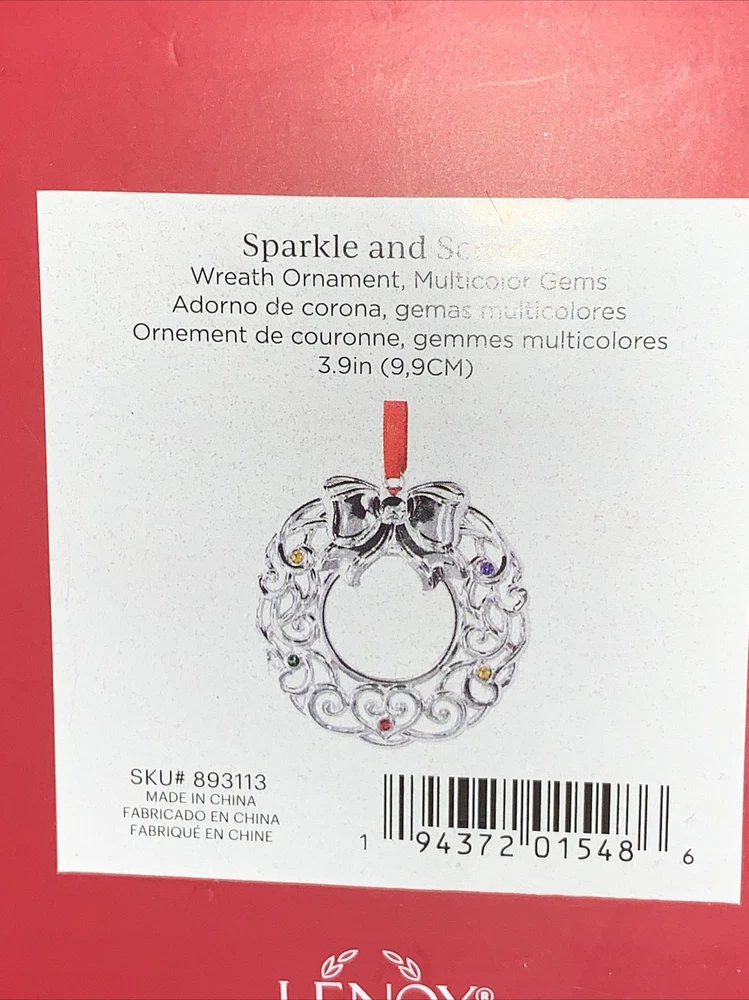 Sparkle and
Wreath Ornament, Multicolor Gems
Adorno de corona, gemas multicolores
Ornement de couronne, gemmes multicolores
3.9in (9,9CM)
SKU# 893113
MADE IN CHINA
FABRICADO EN CHINA
FABRIQUÉ EN CHINE
1 94372 01548 6
LENOX®